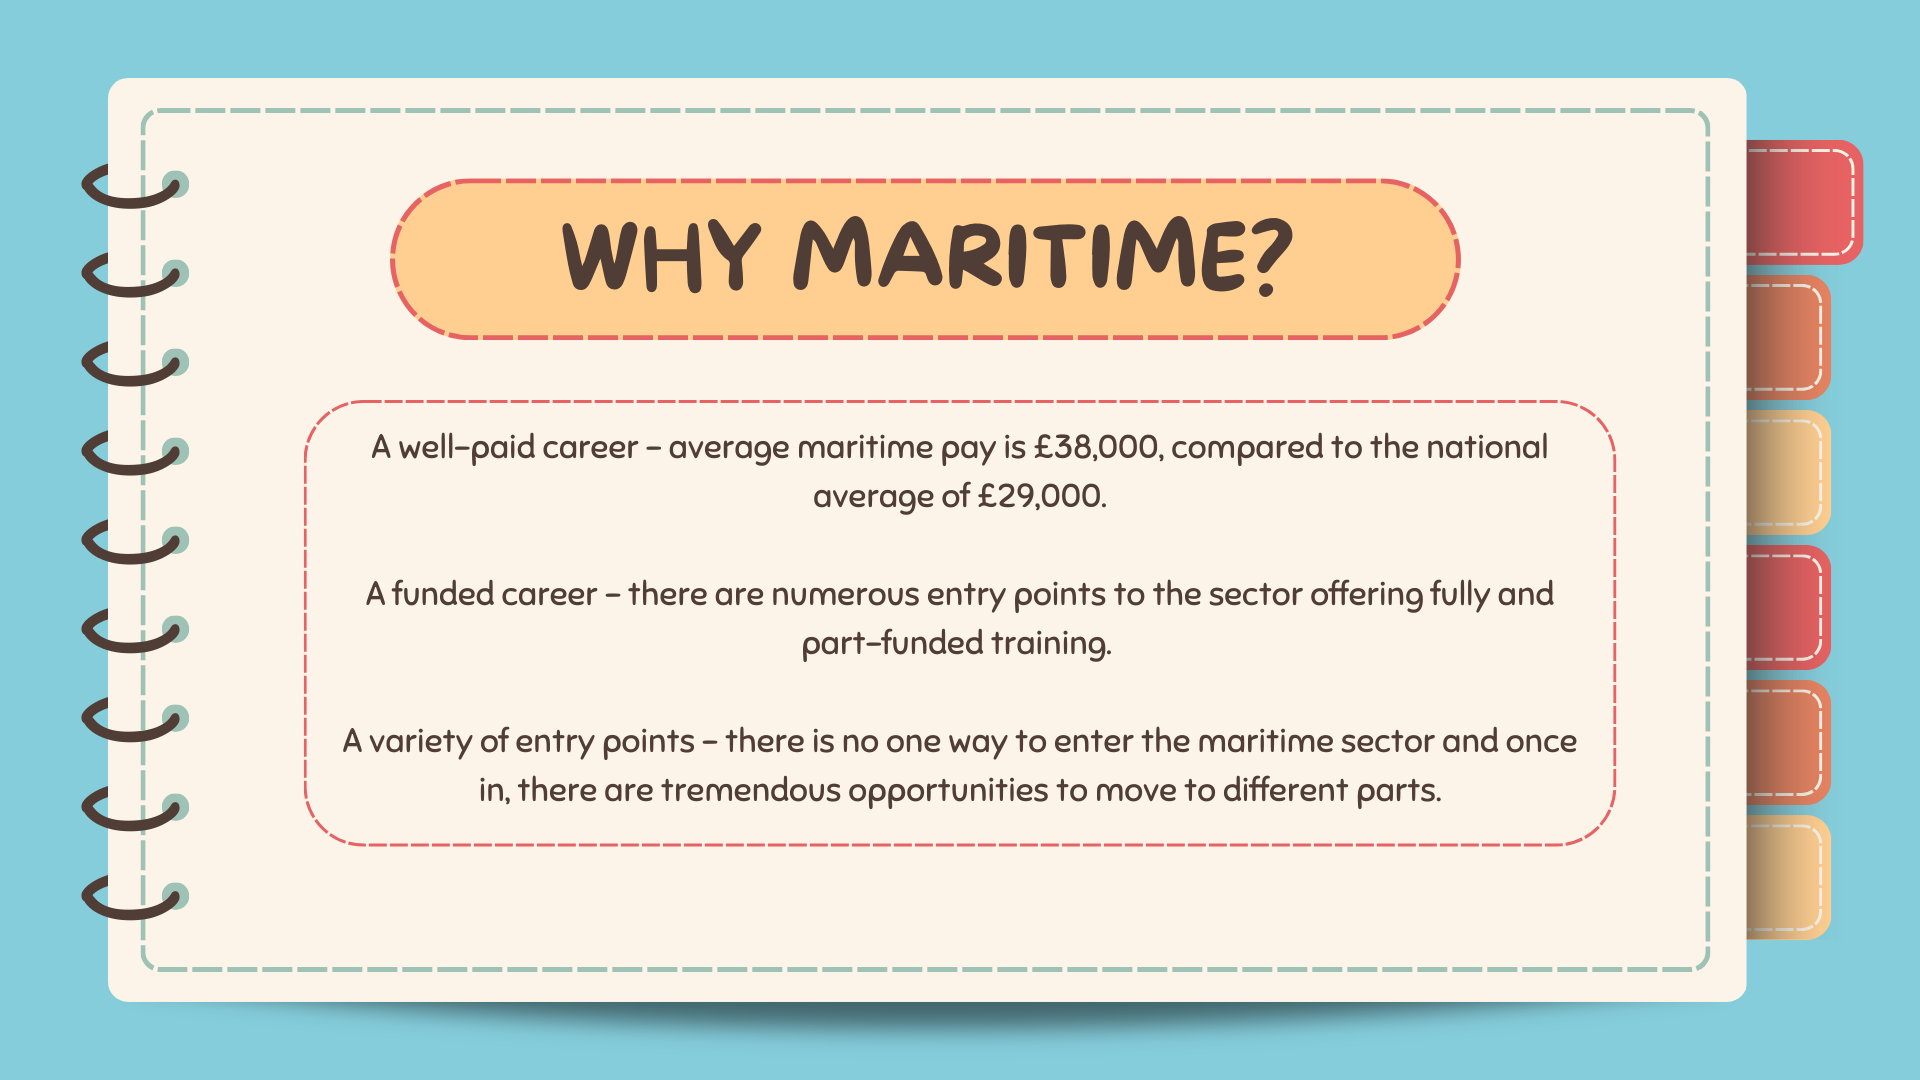 WHY MARITIME?
A well-paid career - average maritime pay is £38,000, compared to the national
average of £29,000.
A funded career - there are numerous entry points to the sector offering fully and
part-funded training.
A variety of entry points - there is no one way to enter the maritime sector and once
in, there are tremendous opportunities to move to different parts.